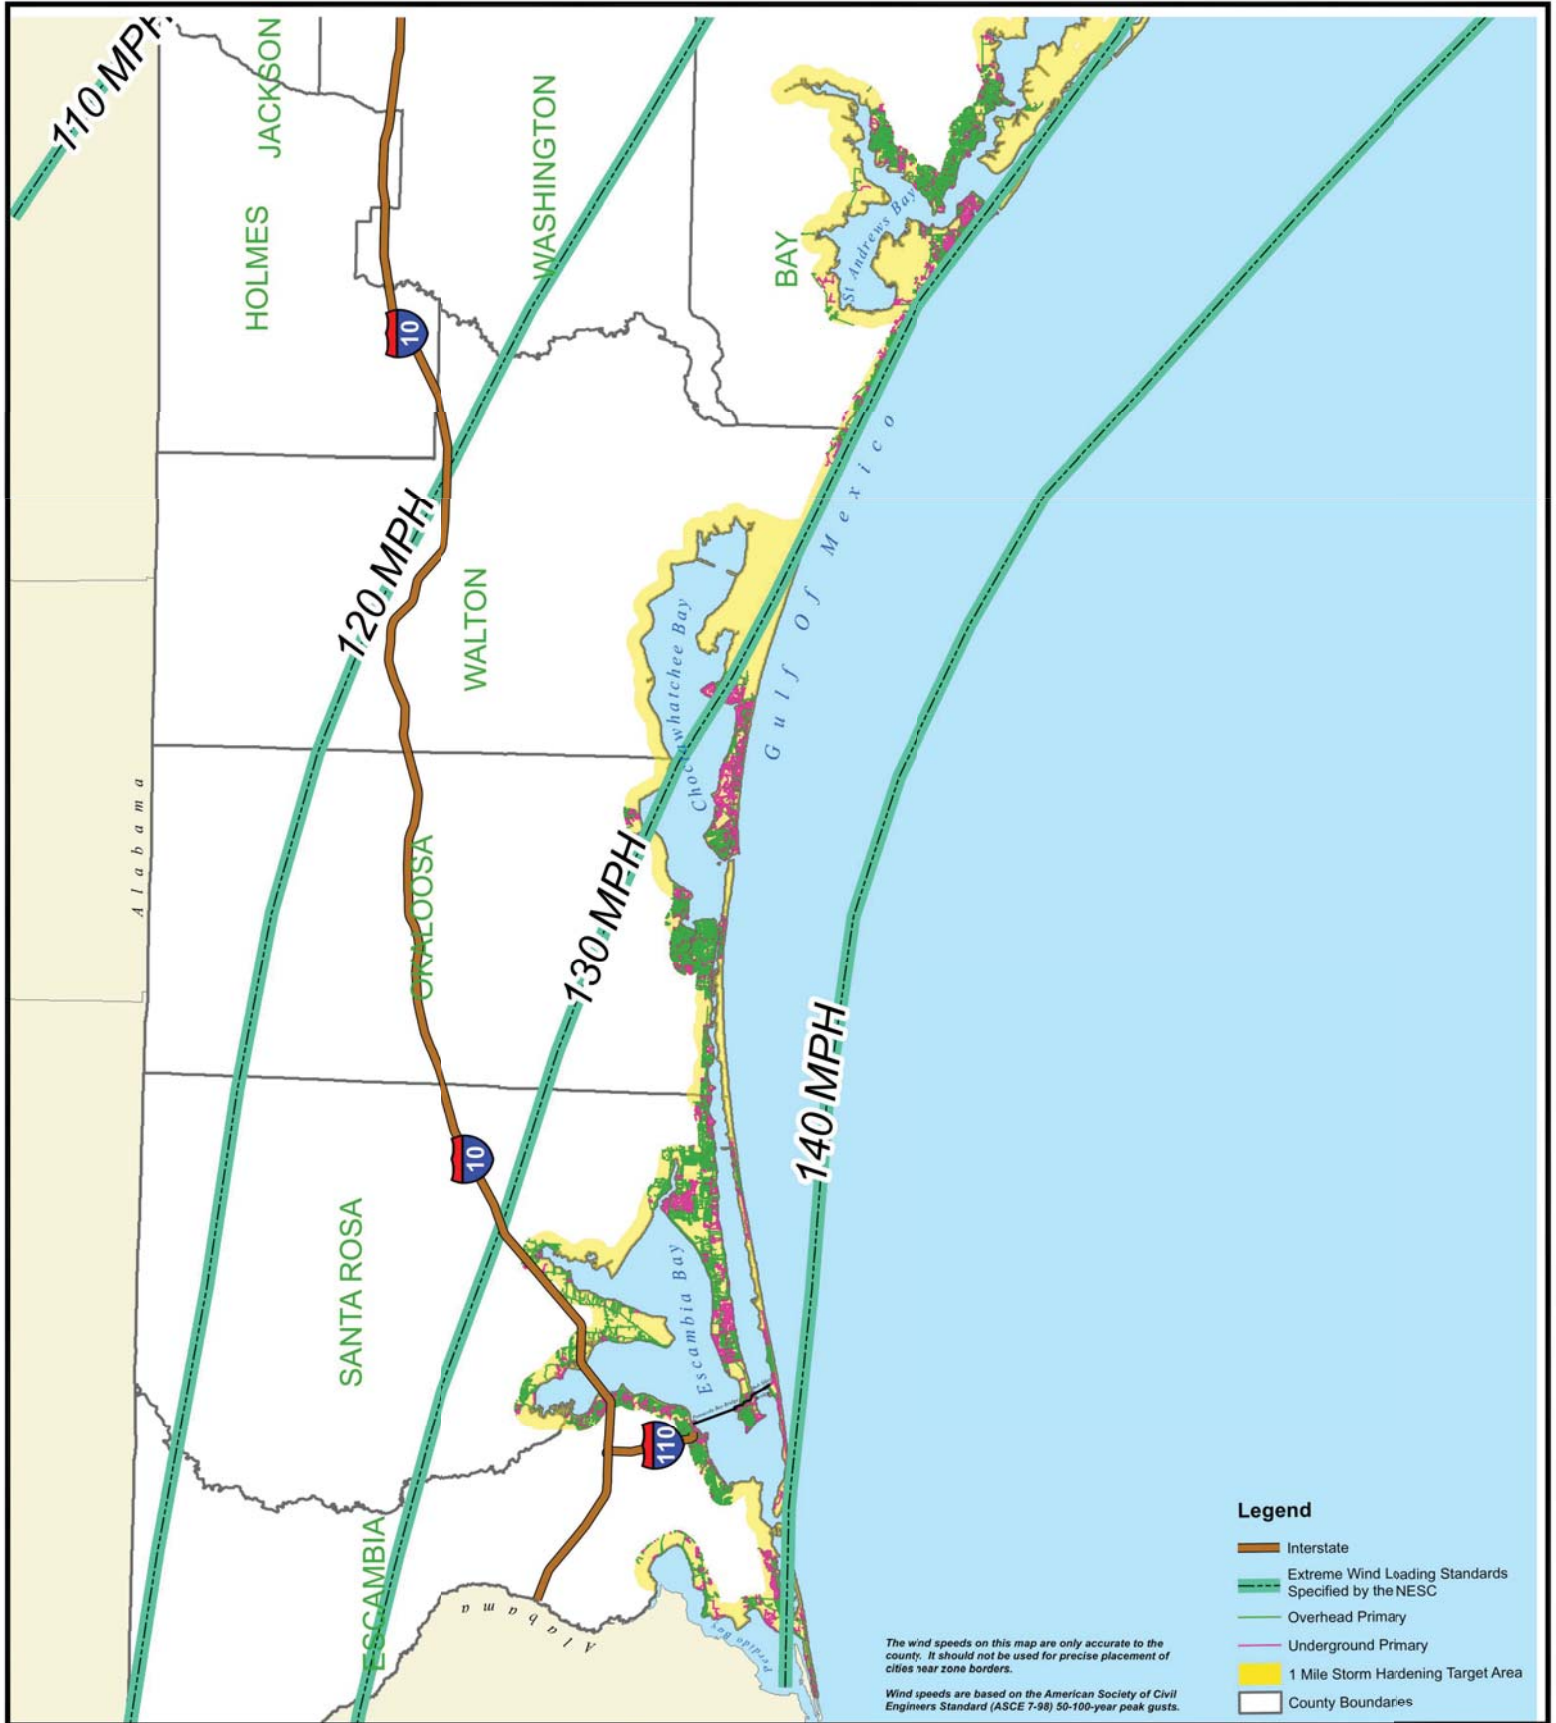 110 MPH
JACKSON
HOLMES
WASHINGTON
BAY
St Andrews Bay
10
120 MPH
WALTON
Choctawhatchee Bay
Gulf Of Mexico
Alabama
OKALOOSA
130 MPH
140 MPH
10
SANTA ROSA
Escambia Bay
110
ESCAMBIA
Alabama
Perdido Bay
Legend
Interstate
Extreme Wind Loading Standards
Specified by the NESC
Overhead Primary
Underground Primary
1 Mile Storm Hardening Target Area
County Boundaries
The wind speeds on this map are only accurate to the
county. It should not be used for precise placement of
cities near zone borders.
Wind speeds are based on the American Society of Civil
Engineers Standard (ASCE 7-98) 50-100-year peak gusts.